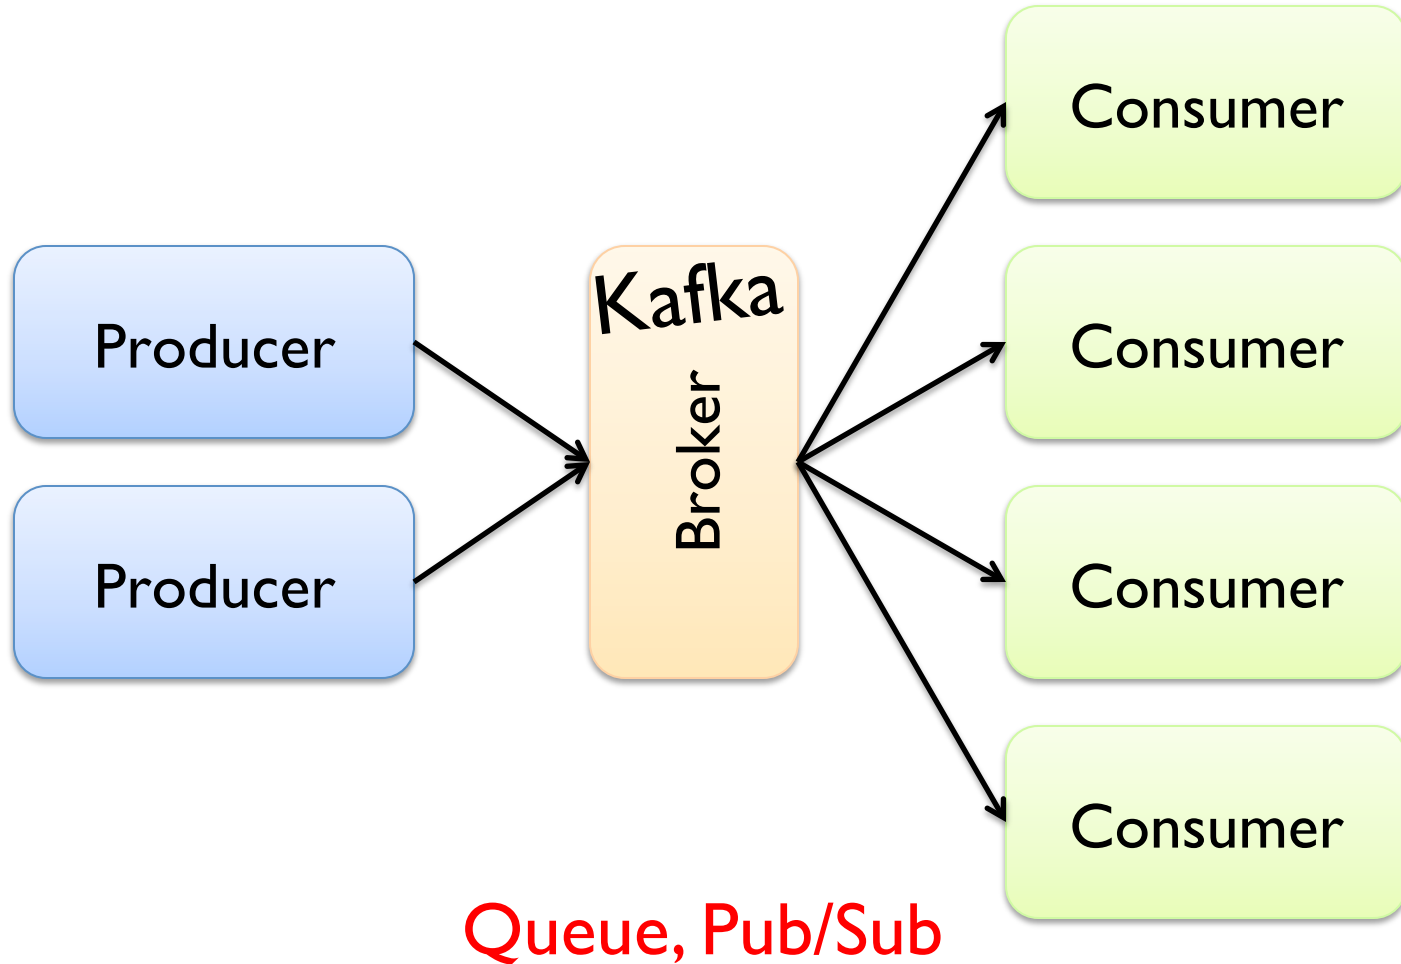 Producer
Producer
Kafka
Broker
Consumer
Consumer
Consumer
Consumer
Queue, Pub/Sub